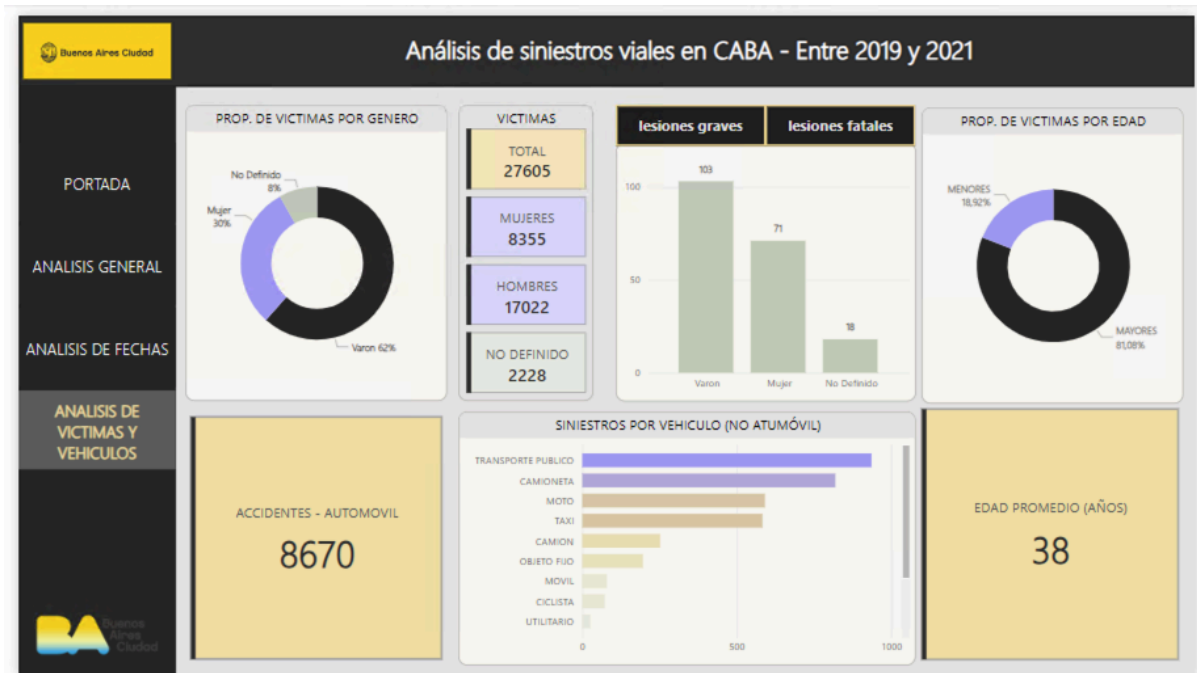 Buenos Aires Ciudad
Análisis de siniestros viales en CABA - Entre 2019 y 2021
PORTADA
ANALISIS GENERAL
ANALISIS DE FECHAS
ANALISIS DE
VICTIMAS Y
VEHICULOS
Buenos
Aires
Ciudad
BA
PROP. DE VICTIMAS POR GENERO
No Definido
8%
Mujer
30%
Varon 62%
VICTIMAS
TOTAL
27605
MUJERES
8355
HOMBRES
17022
NO DEFINIDO
2228
lesiones graves
lesiones fatales
100
50
0
103
71
18
Varon
Mujer
No Definido
PROP. DE VICTIMAS POR EDAD
MENORES
18,92%
MAYORES
81,08%
ACCIDENTES - AUTOMOVIL
8670
SINIESTROS POR VEHICULO (NO ATUMÓVIL)
TRANSPORTE PUBLICO
CAMIONETA
MOTO
TAXI
CAMION
OBJETO FIJO
MOVIL
CICLISTA
UTILITARIO
0
500
1000
EDAD PROMEDIO (AÑOS)
38